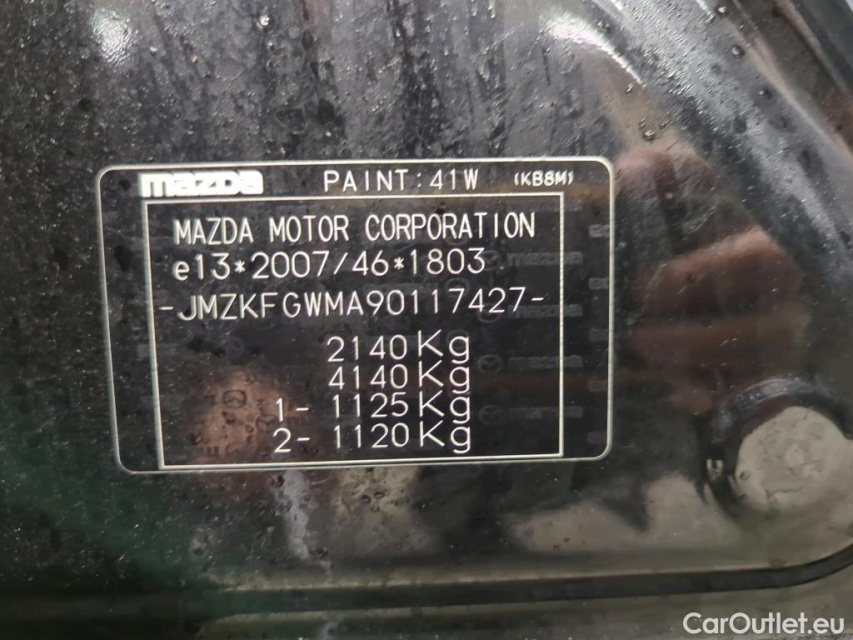 mazda PAINT:41W (KB8M)
MAZDA MOTOR CORPORATION
e13*2007/46*1803
-JMZKFGWMA90117427-
2140Kg
4140Kg
1- 1125Kg
2- 1120Kg
CarOutlet.eu